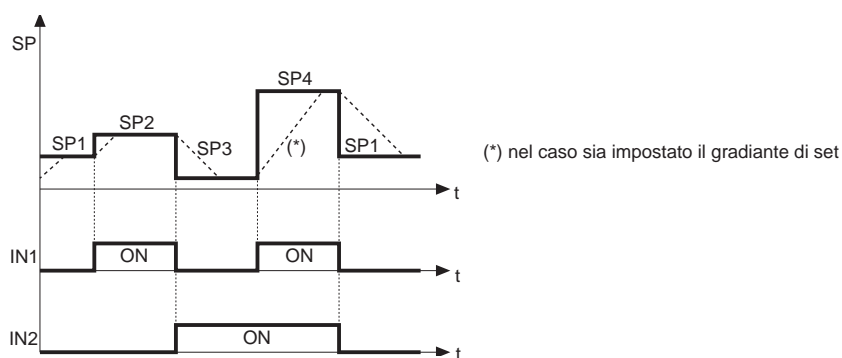 SP
SP4
SP2
SP1
SP3
(*)
SP1
(*) nel caso sia impostato il gradiante di set
t
IN1
ON
ON
t
IN2
ON
t